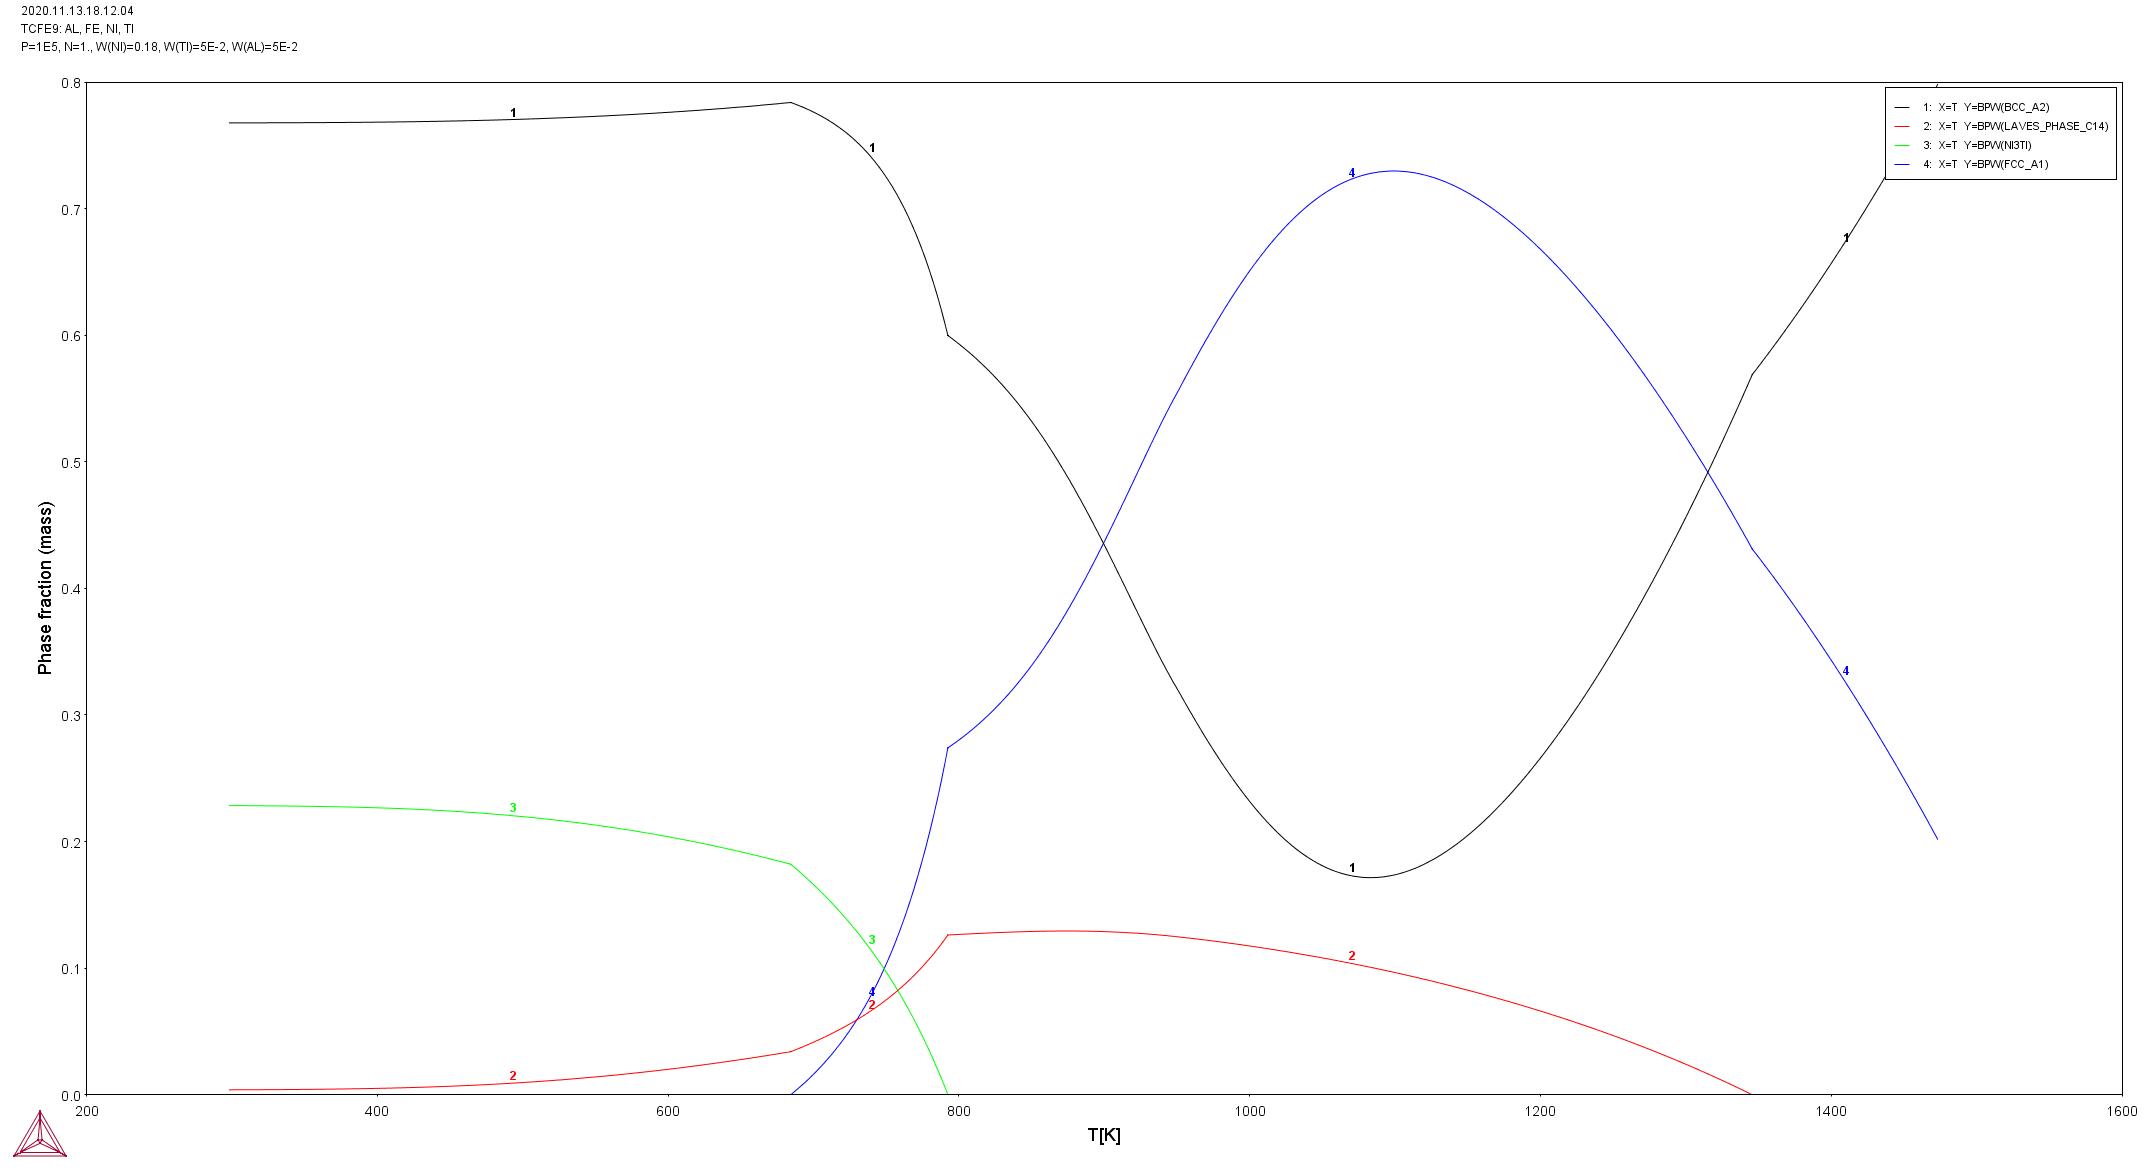 2020.11.13.18.12.04
TCFE9: AL, FE, NI, TI
P=1E5, N=1., W(NI)=0.18, W(TI)=5E-2, W(AL)=5E-2
1: X=T Y=BPW(BCC_A2)
2: X=T Y=BPW(LAVES_PHASE_C14)
3: X=T Y=BPW(NI3TI)
4: X=T Y=BPW(FCC_A1)
0.8
0.7
0.6
0.5
0.4
0.3
0.2
0.1
0.0
Phase fraction (mass)
1
1
4
1
4
3
1
3
4
2
2
2
200 400 600 800 1000 1200 1400 1600
T[K]